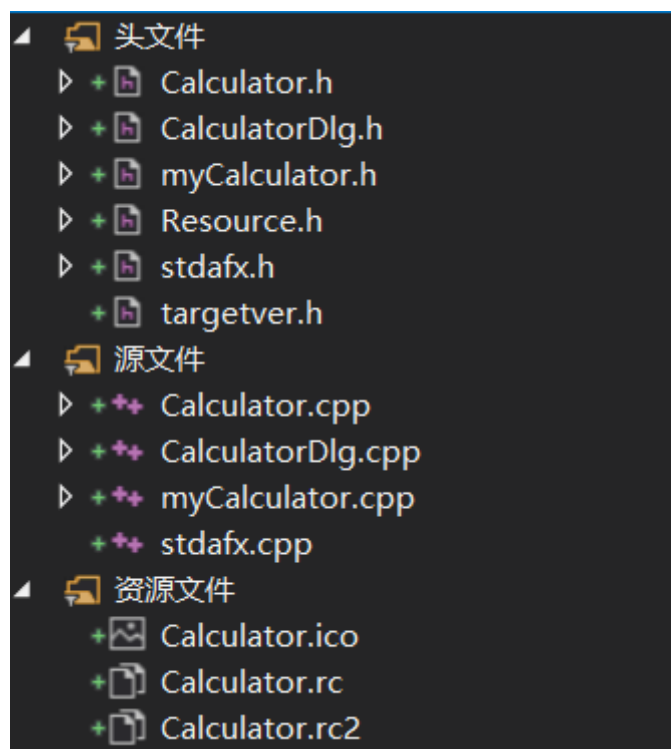 头文件
Calculator.h
CalculatorDlg.h
myCalculator.h
Resource.h
stdafx.h
targetver.h
源文件
Calculator.cpp
CalculatorDlg.cpp
myCalculator.cpp
stdafx.cpp
资源文件
Calculator.ico
Calculator.rc
Calculator.rc2